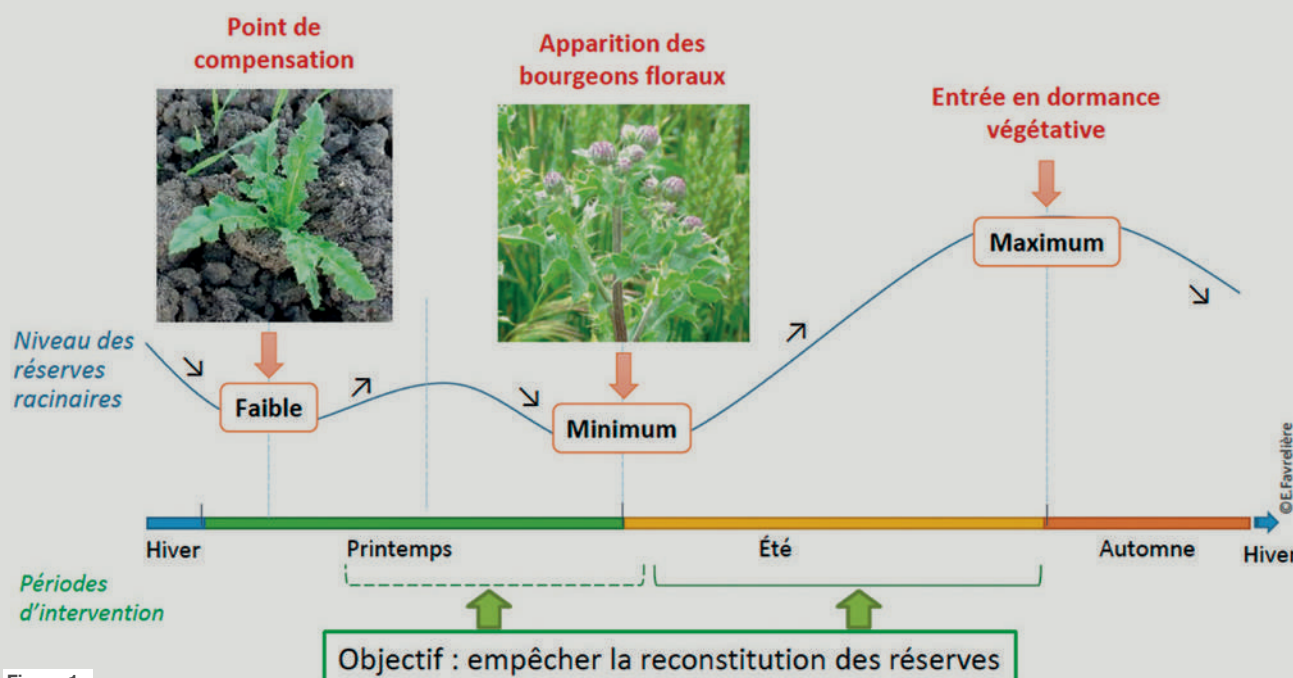 Point de
compensation
Apparition des
bourgeons floraux
Entrée en dormance
végétative
Niveau des
réserves
racinaires
Faible
Minimum
Maximum
©E.Favrelière
Hiver
Printemps
Été
Automne
Hiver
Périodes
d'intervention
Objectif : empêcher la reconstitution des réserves